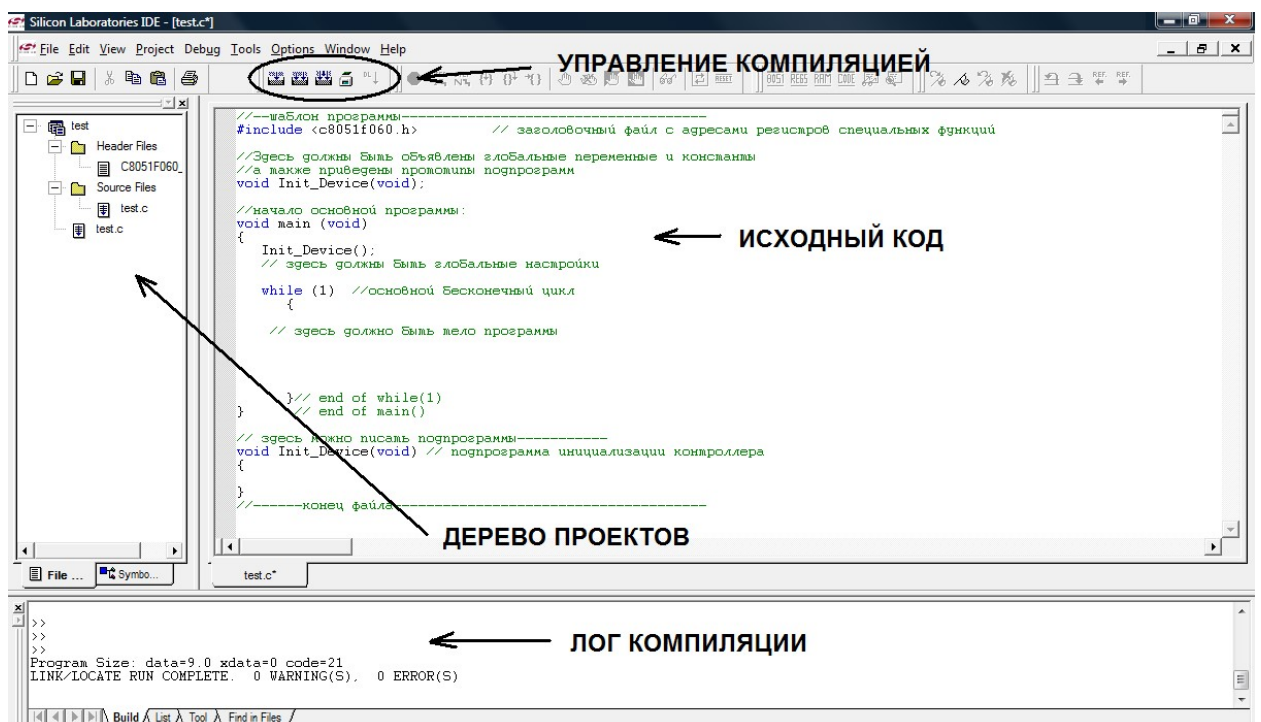 Silicon Laboratories IDE - [test.c*]
File Edit View Project Debug Tools Options Window Help
УПРАВЛЕНИЕ КОМПИЛЯЦИЕЙ
test
Header Files
C8051F060_
Source Files
test.c
test.c
//--шаблон программы---------------------------------------
#include <c8051f060.h> // заголовочный файл с адресами регистров специальных функций
//Здесь должны быть объявлены глобальные переменные и константы
//а также приведены прототипы подпрограмм
void Init_Device(void);
//начало основной программы:
void main (void)
{
Init_Device();
// здесь должны быть глобальные настройки
while (1) //основной бесконечный цикл
{
// здесь должно быть тело программы
}// end of while(1)
} // end of main()
// здесь можно писать подпрограммы-----------
void Init_Device(void) // подпрограмма инициализации контроллера
{
}
//------конец файла----------------------------------------
ИСХОДНЫЙ КОД
ДЕРЕВО ПРОЕКТОВ
File ... Symbo...
test.c*
>>
>>
>>
Program Size: data=9.0 xdata=0 code=21
LINK/LOCATE RUN COMPLETE. 0 WARNING(S), 0 ERROR(S)
ЛОГ КОМПИЛЯЦИИ
Build List Tool Find in Files